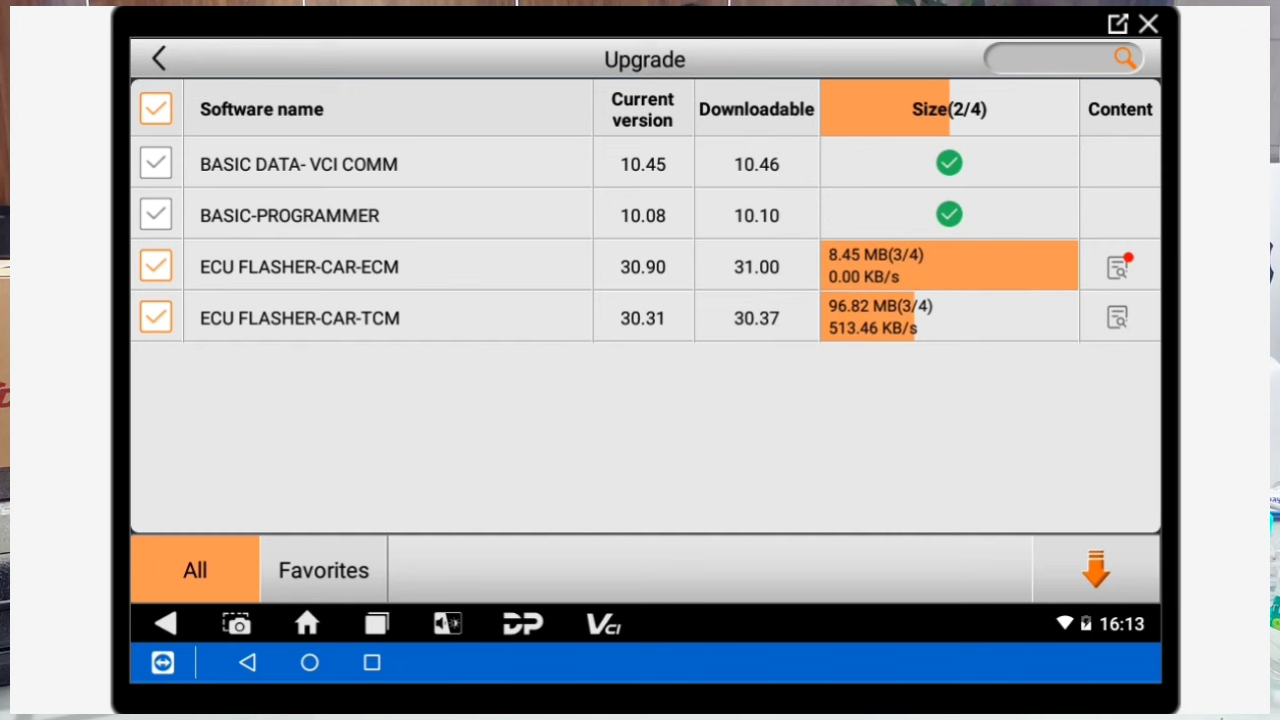 Upgrade
Software name
Current version
Downloadable
Size(2/4)
Content
BASIC DATA- VCI COMM
10.45
10.46
BASIC-PROGRAMMER
10.08
10.10
ECU FLASHER-CAR-ECM
30.90
31.00
8.45 MB(3/4)
0.00 KB/s
ECU FLASHER-CAR-TCM
30.31
30.37
96.82 MB(3/4)
513.46 KB/s
All
Favorites
DP
VCI
16:13